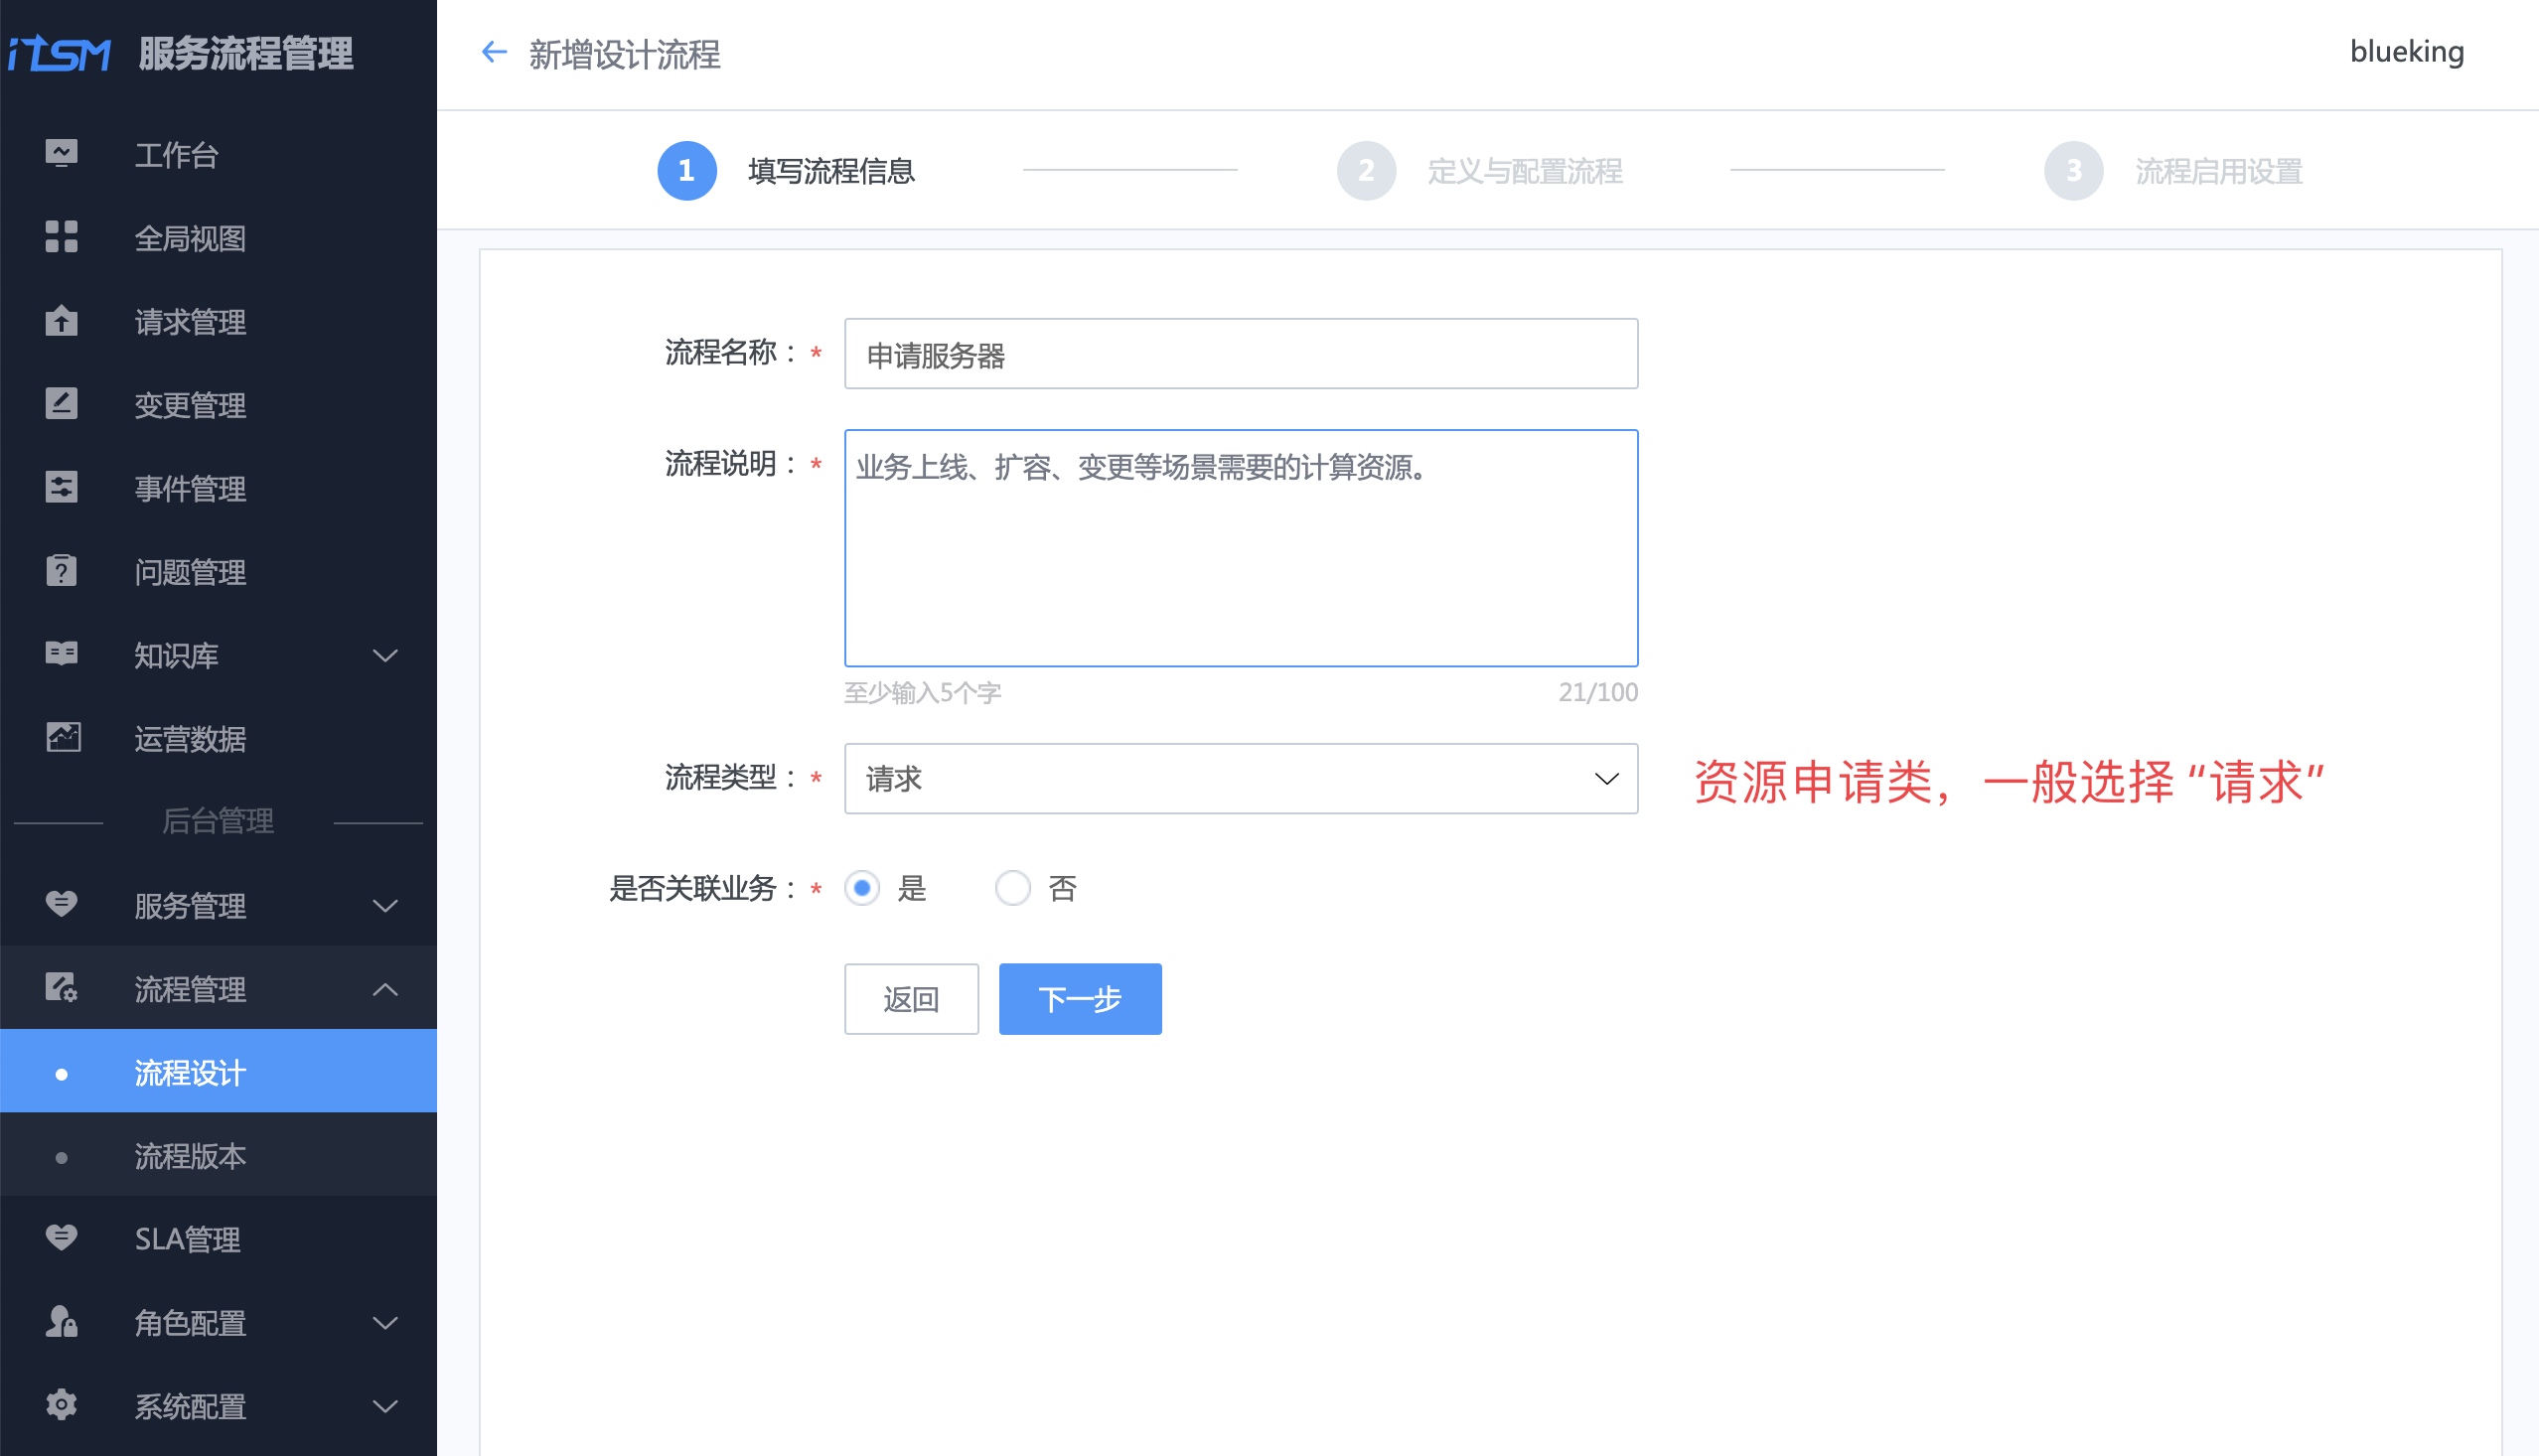 iTSM 服务流程管理
工作台
全局视图
请求管理
变更管理
事件管理
问题管理
知识库
运营数据
后台管理
服务管理
流程管理
流程设计
流程版本
SLA管理
角色配置
系统配置
新增设计流程
blueking
1 填写流程信息
2 定义与配置流程
3 流程启用设置
流程名称： * 申请服务器
流程说明： * 业务上线、扩容、变更等场景需要的计算资源。
至少输入5个字 21/100
流程类型： * 请求
资源申请类，一般选择 “请求”
是否关联业务： * 是 否
返回 下一步